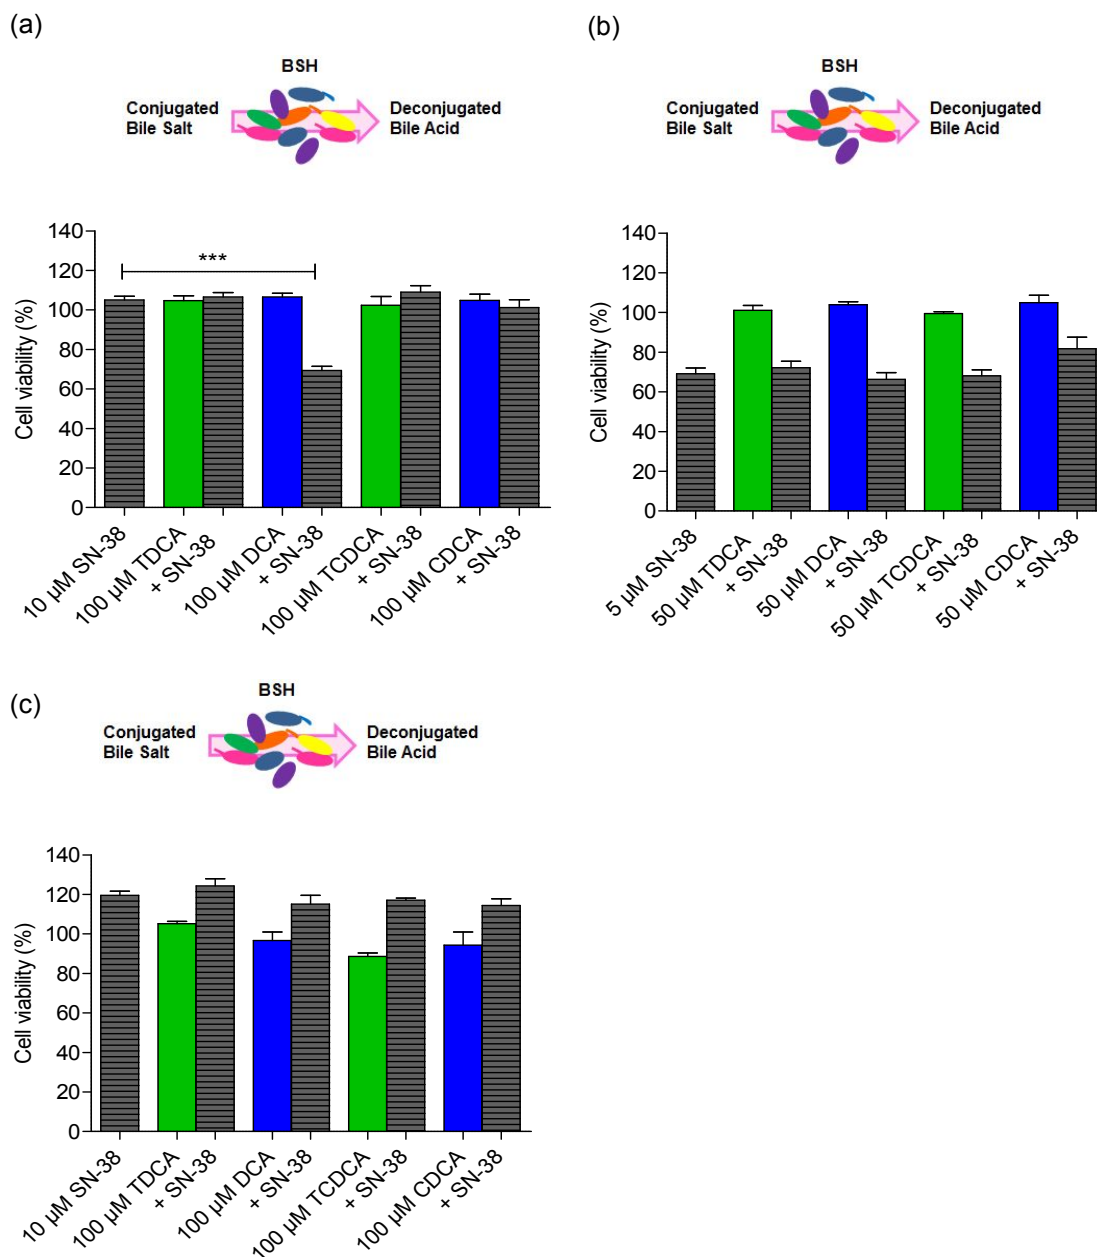 (a)
BSH
Conjugated
Bile Salt
Deconjugated
Bile Acid
Cell viability (%)
140
120
100
80
60
40
20
0
***
10 µM SN-38
100 µM TDCA
+ SN-38
100 µM DCA
+ SN-38
100 µM TCDCA
+ SN-38
100 µM CDCA
+ SN-38
(b)
BSH
Conjugated
Bile Salt
Deconjugated
Bile Acid
Cell viability (%)
140
120
100
80
60
40
20
0
5 µM SN-38
50 µM TDCA
+ SN-38
50 µM DCA
+ SN-38
50 µM TCDCA
+ SN-38
50 µM CDCA
+ SN-38
(c)
BSH
Conjugated
Bile Salt
Deconjugated
Bile Acid
Cell viability (%)
140
120
100
80
60
40
20
0
10 µM SN-38
100 µM TDCA
+ SN-38
100 µM DCA
+ SN-38
100 µM TCDCA
+ SN-38
100 µM CDCA
+ SN-38